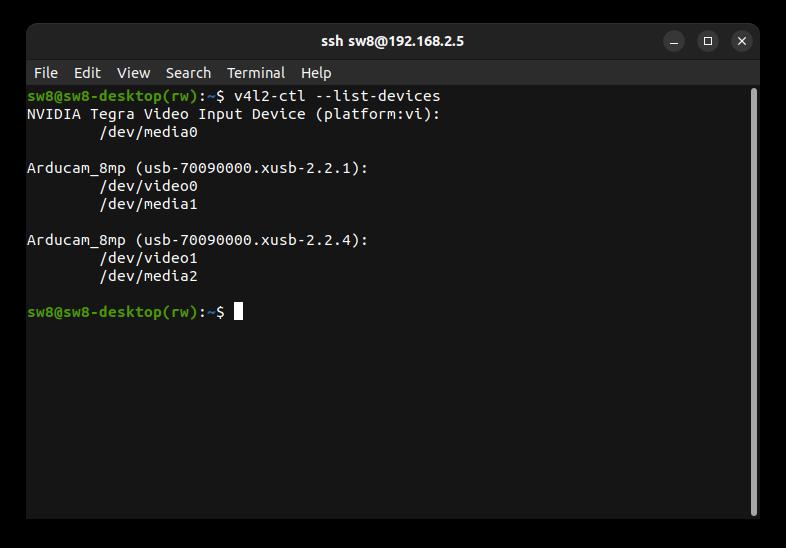 ssh sw8@192.168.2.5
File Edit View Search Terminal Help
sw8@sw8-desktop(rw):~$ v4l2-ctl --list-devices
NVIDIA Tegra Video Input Device (platform:vi):
/dev/media0
Arducam_8mp (usb-70090000.xusb-2.2.1):
/dev/video0
/dev/media1
Arducam_8mp (usb-70090000.xusb-2.2.4):
/dev/video1
/dev/media2
sw8@sw8-desktop(rw):~$